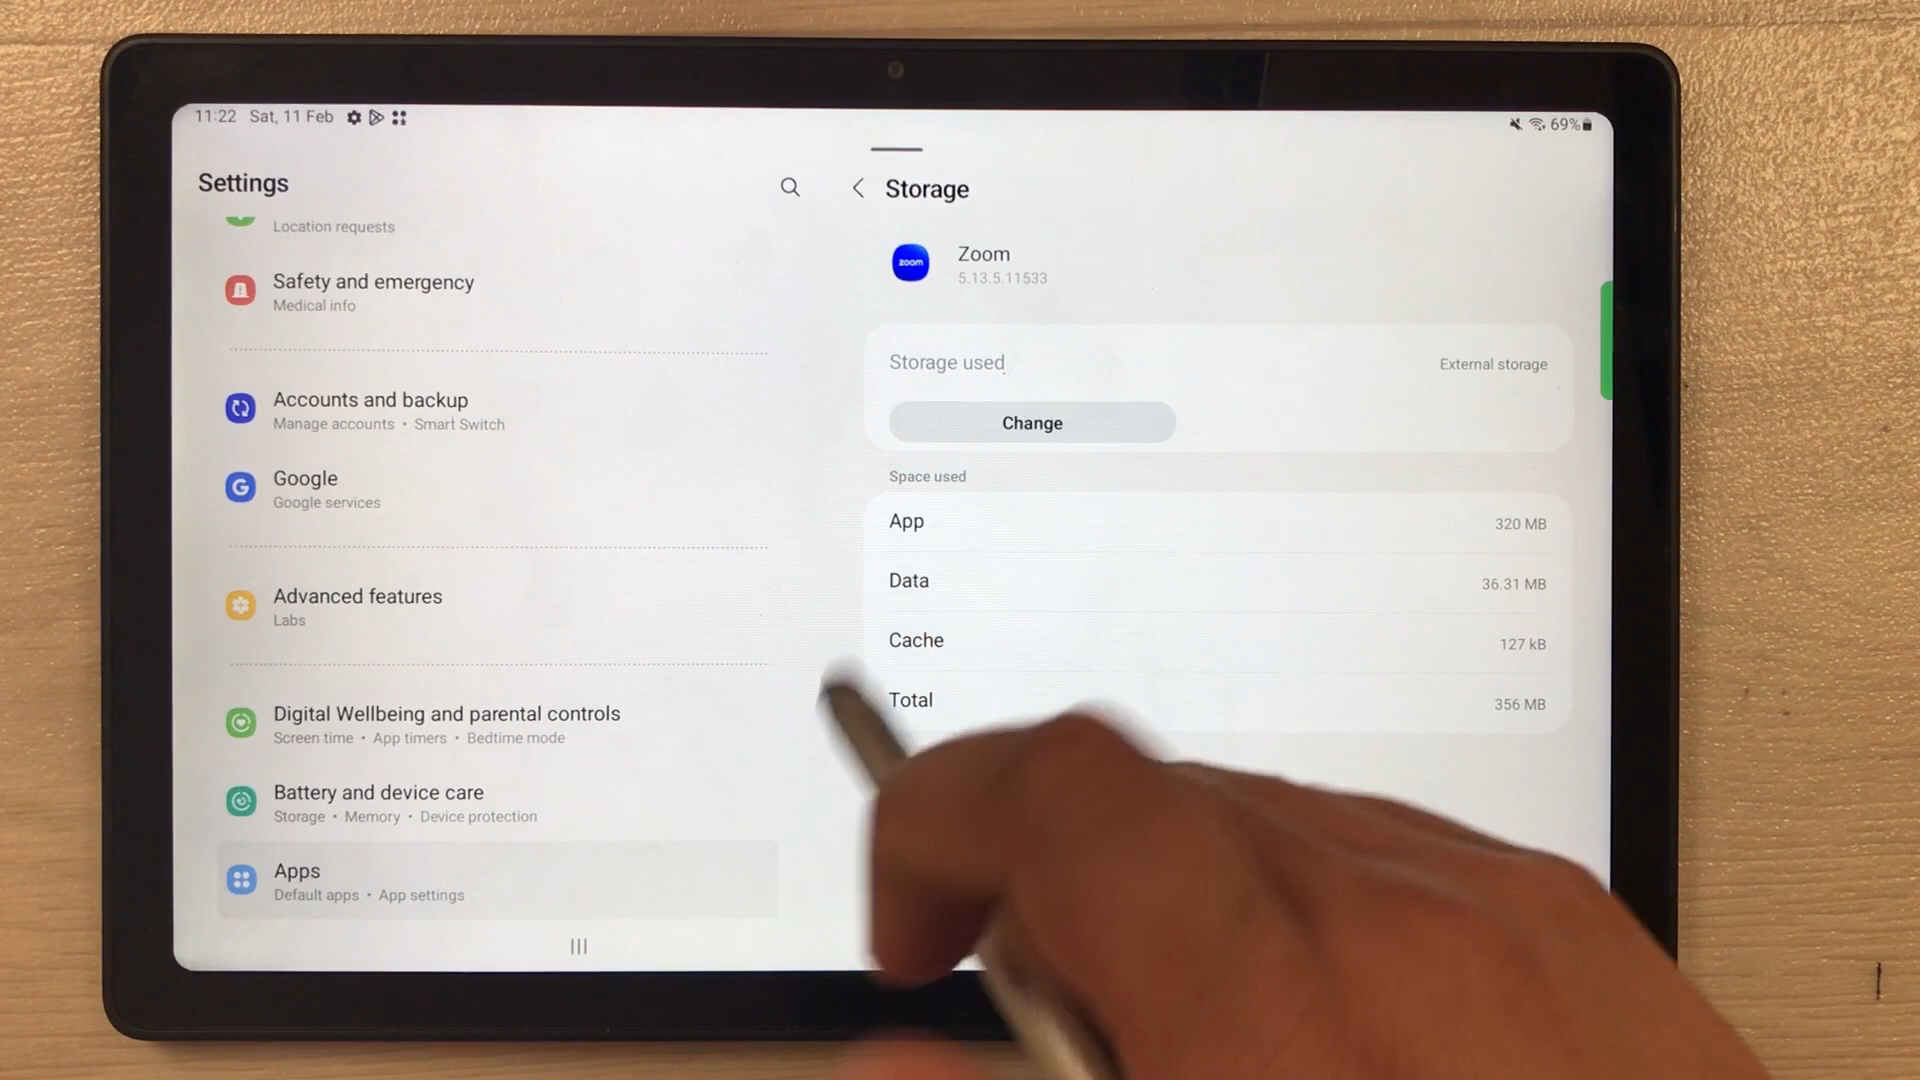 11:22 Sat, 11 Feb
69%
Settings
Location requests
Safety and emergency
Medical info
Accounts and backup
Manage accounts • Smart Switch
Google
Google services
Advanced features
Labs
Digital Wellbeing and parental controls
Screen time • App timers • Bedtime mode
Battery and device care
Storage • Memory • Device protection
Apps
Default apps • App settings
Storage
zoom
Zoom
5.13.5.11533
Storage used
External storage
Change
Space used
App
320 MB
Data
36.31 MB
Cache
127 kB
Total
356 MB